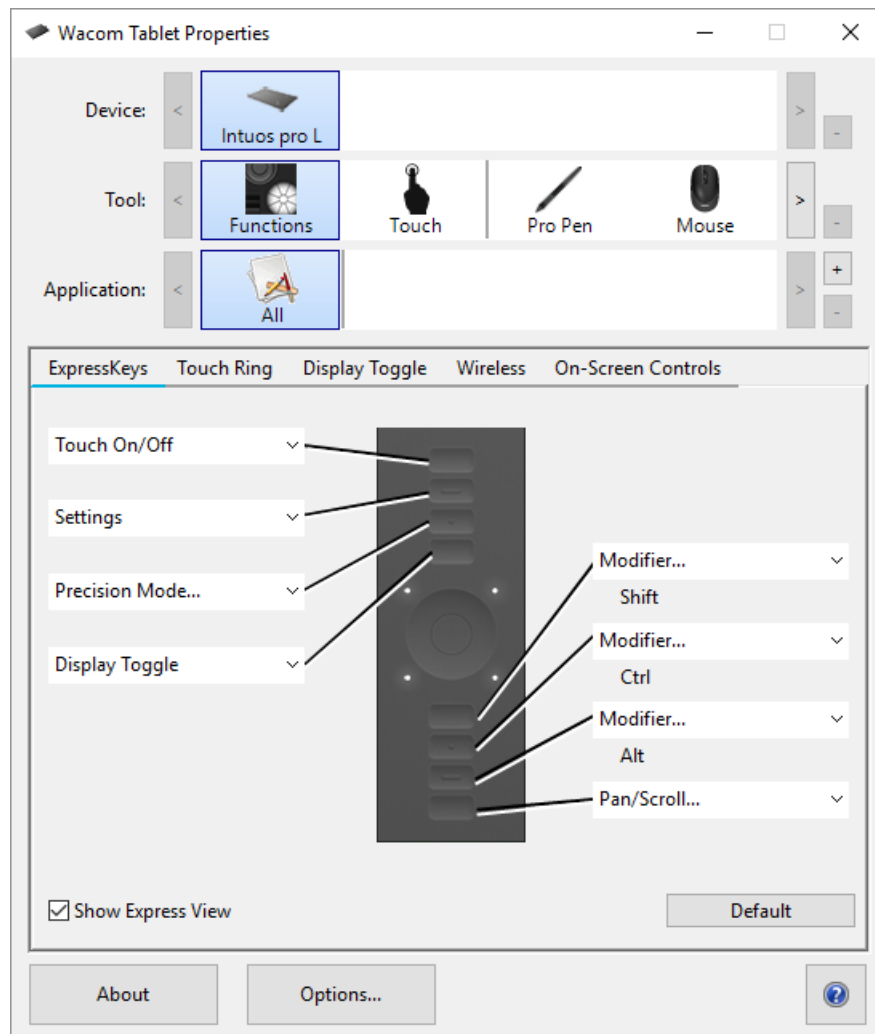 Wacom Tablet Properties
Device:
<
Intuos pro L
>
-
Tool:
<
Functions
Touch
Pro Pen
Mouse
>
-
Application:
<
All
>
+
-
ExpressKeys Touch Ring Display Toggle Wireless On-Screen Controls
Touch On/Off
Settings
Precision Mode...
Display Toggle
Modifier...
Shift
Modifier...
Ctrl
Modifier...
Alt
Pan/Scroll...
Show Express View
Default
About
Options...
?